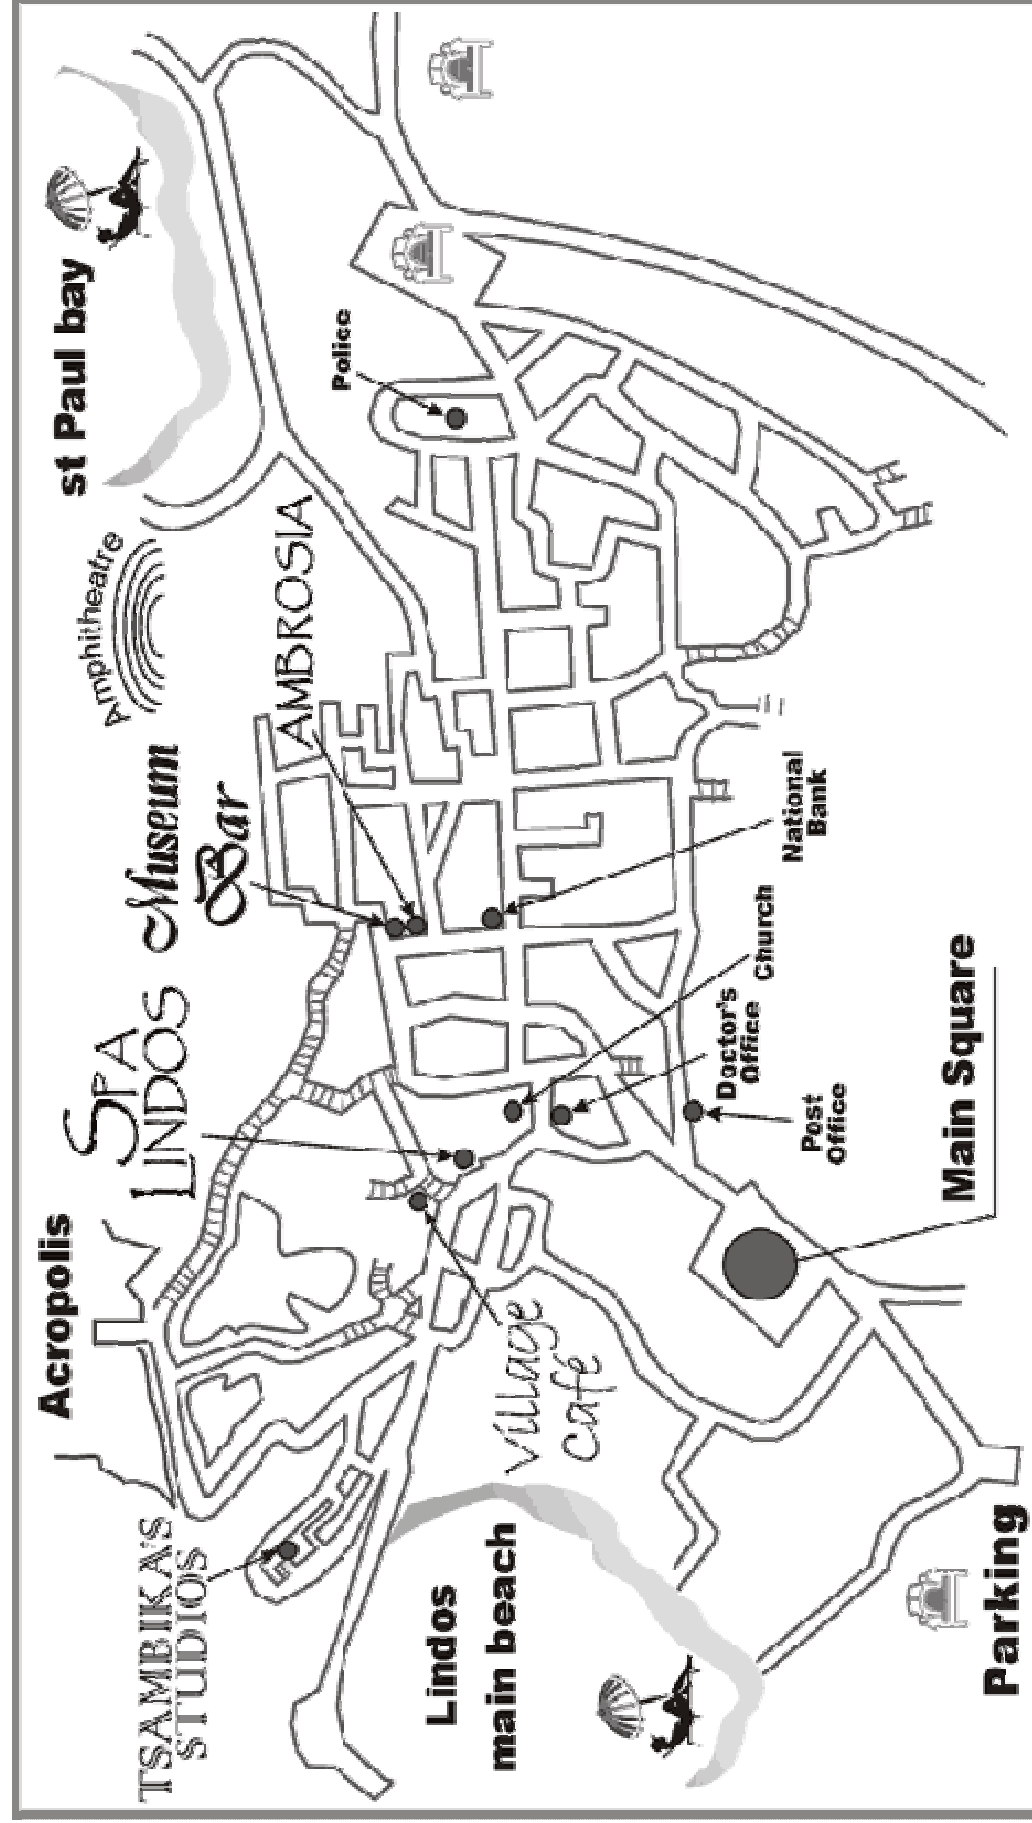 Acropolis
TSAMBIKA'S
STUDIOS
SPA
LINDOS
Museum
Bar
Amphitheatre
st Paul bay
AMBROSIA
Police
Lindos
main beach
Village
Café
Church
Doctor's
Office
National
Bank
Post
Office
Main Square
Parking